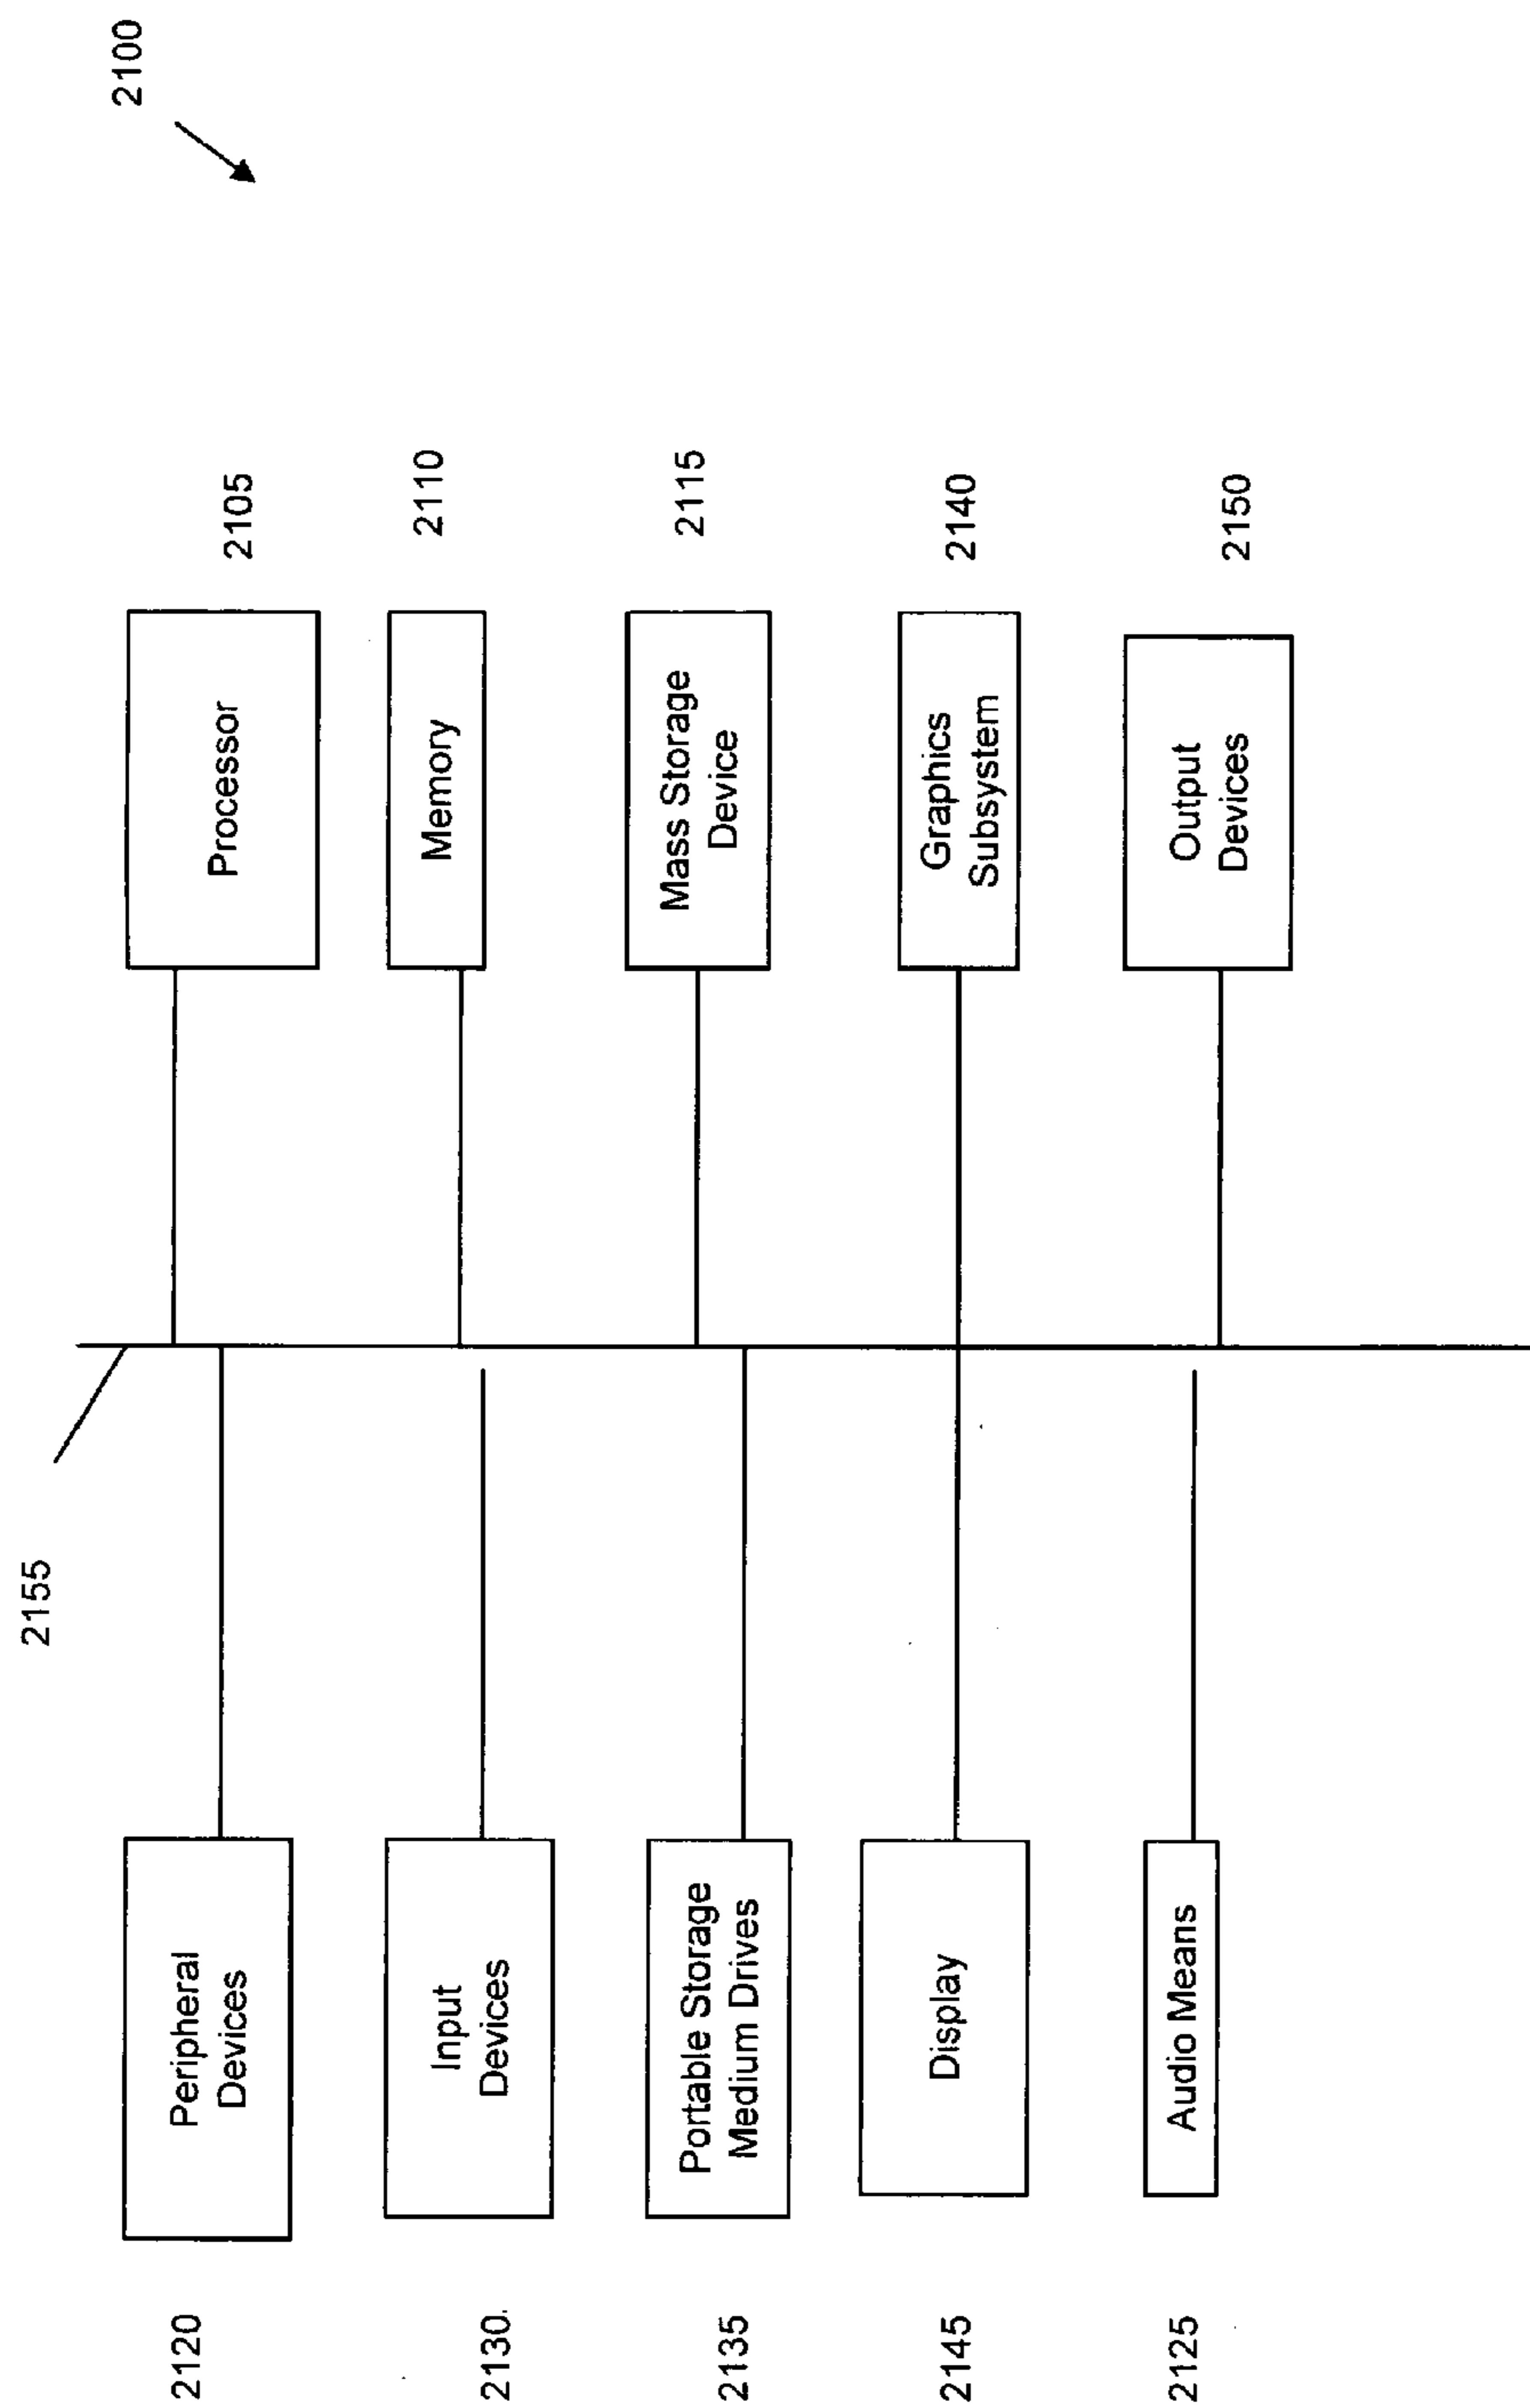 2155
2100
2120
Peripheral
Devices
Processor
2105
2130
Input
Devices
Memory
2110
2135
Portable Storage
Medium Drives
Mass Storage
Device
2115
2145
Display
Graphics
Subsystem
2140
2125
Audio Means
Output
Devices
2150